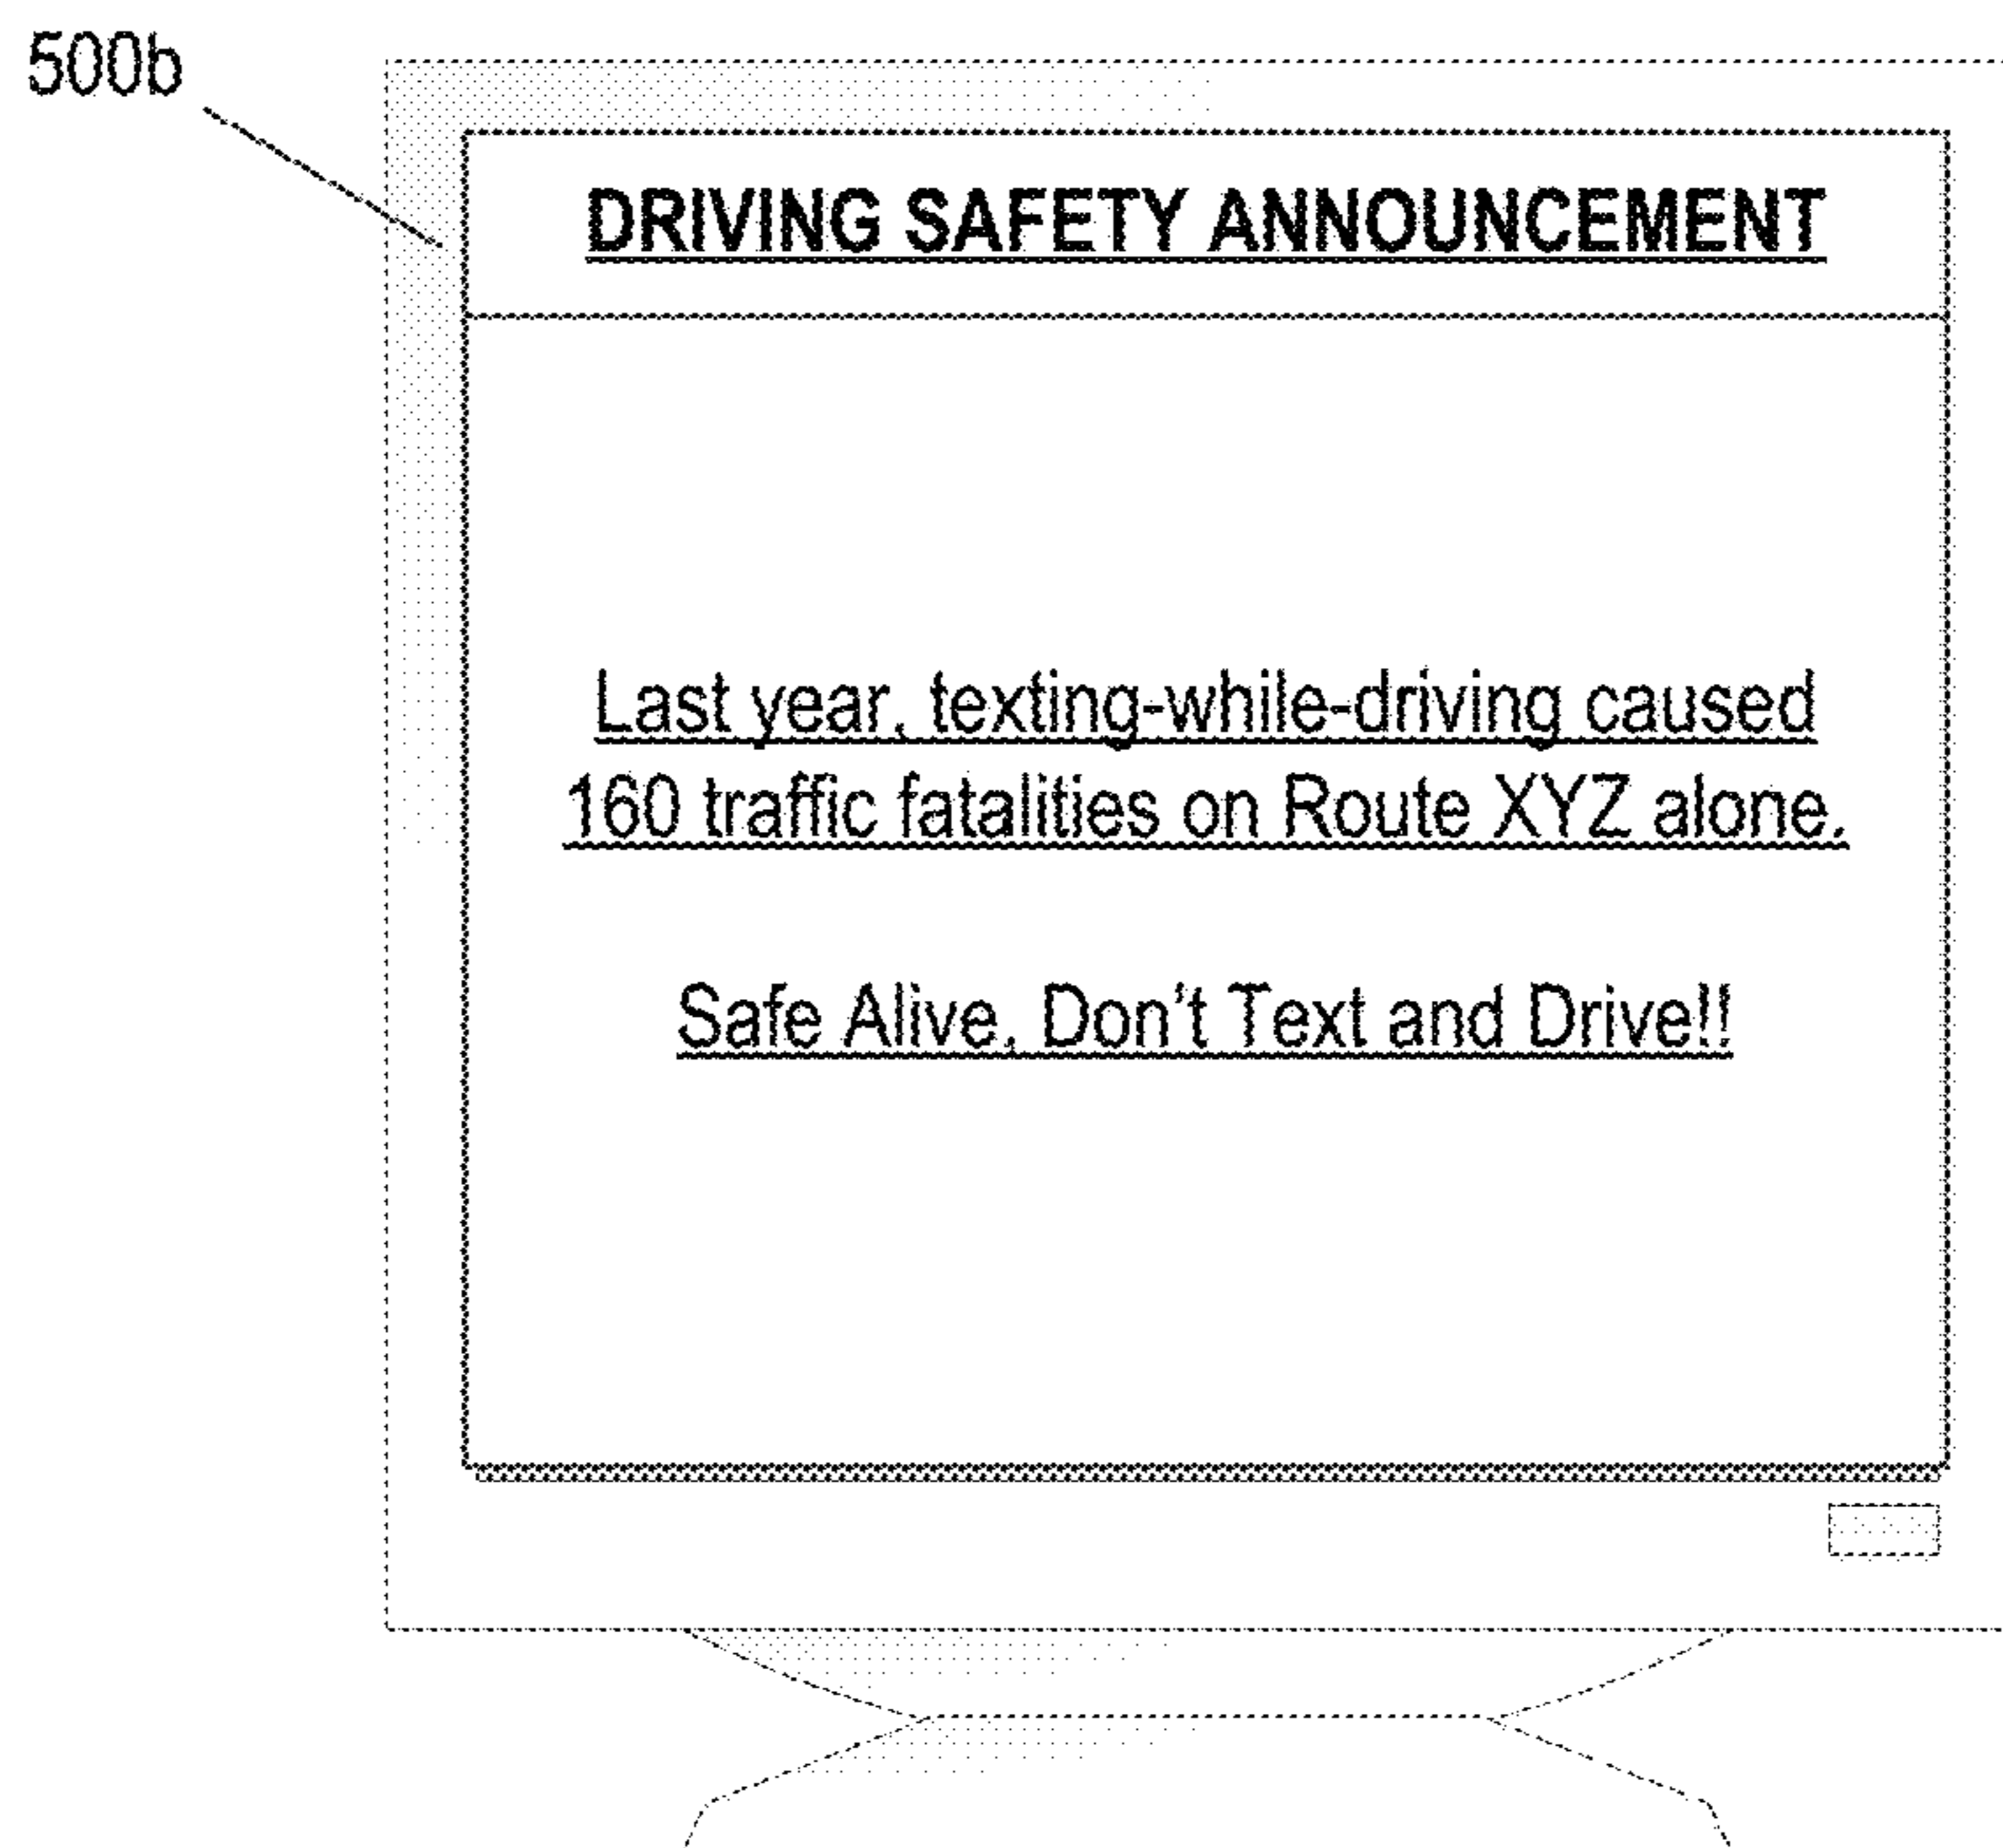 500b
DRIVING SAFETY ANNOUNCEMENT
Last year, texting-while-driving caused
160 traffic fatalities on Route XYZ alone.
Safe Alive, Don't Text and Drive!!